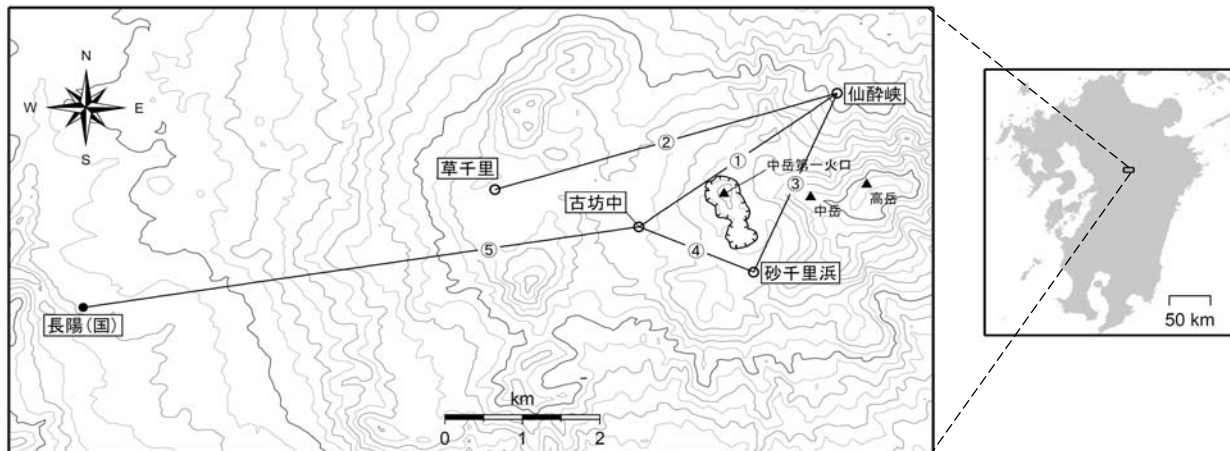 N
W
E
S
仙酔峡
②
草千里
①
中岳第一火口
③
古坊中
中岳
高岳
⑤
④
砂千里浜
長陽(国)
km
0
1
2
50 km